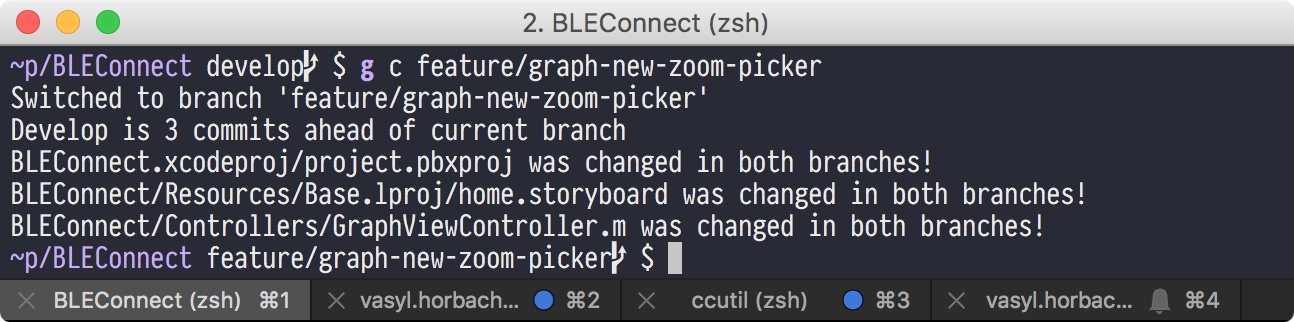 2. BLEConnect (zsh)
~p/BLEConnect develop $ g c feature/graph-new-zoom-picker
Switched to branch 'feature/graph-new-zoom-picker'
Develop is 3 commits ahead of current branch
BLEConnect.xcodeproj/project.pbxproj was changed in both branches!
BLEConnect/Resources/Base.lproj/home.storyboard was changed in both branches!
BLEConnect/Controllers/GraphViewController.m was changed in both branches!
~p/BLEConnect feature/graph-new-zoom-picker $
BLEConnect (zsh) ⌘1 vasyl.horbach... ⌘2 ccutil (zsh) ⌘3 vasyl.horbac... ⌘4